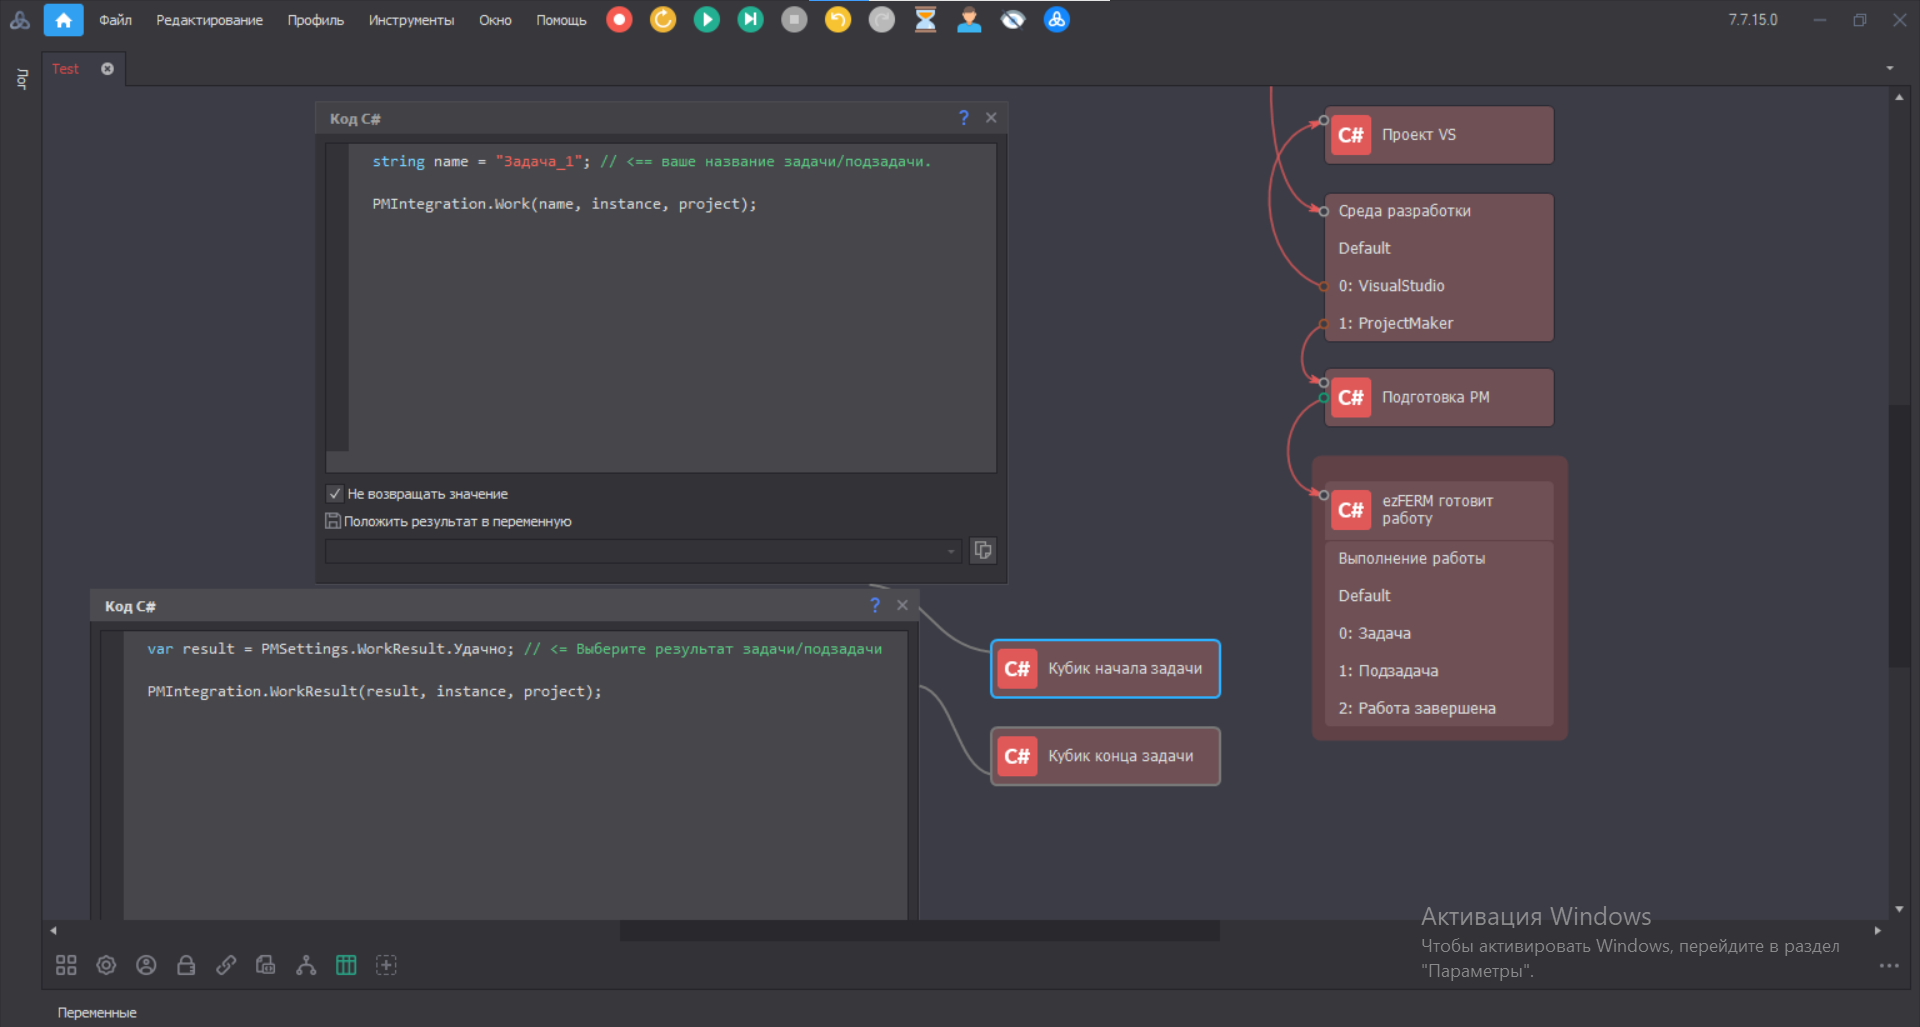 Файл Редактирование Профиль Инструменты Окно Помощь 7.7.15.0
Лог
Test
Код C# ?
string name = "Задача_1"; // <== ваше название задачи/подзадачи.
PMIntegration.Work(name, instance, project);
Не возвращать значение
Положить результат в переменную
Код C# ?
var result = PMSettings.WorkResult.Удачно; // <= Выберите результат задачи/подзадачи
PMIntegration.WorkResult(result, instance, project);
C# Кубик начала задачи
C# Кубик конца задачи
C# Проект VS
Среда разработки
Default
0: VisualStudio
1: ProjectMaker
C# Подготовка PM
C# ezFERM готовит
работу
Выполнение работы
Default
0: Задача
1: Подзадача
2: Работа завершена
Активация Windows
Чтобы активировать Windows, перейдите в раздел
"Параметры".
Переменные